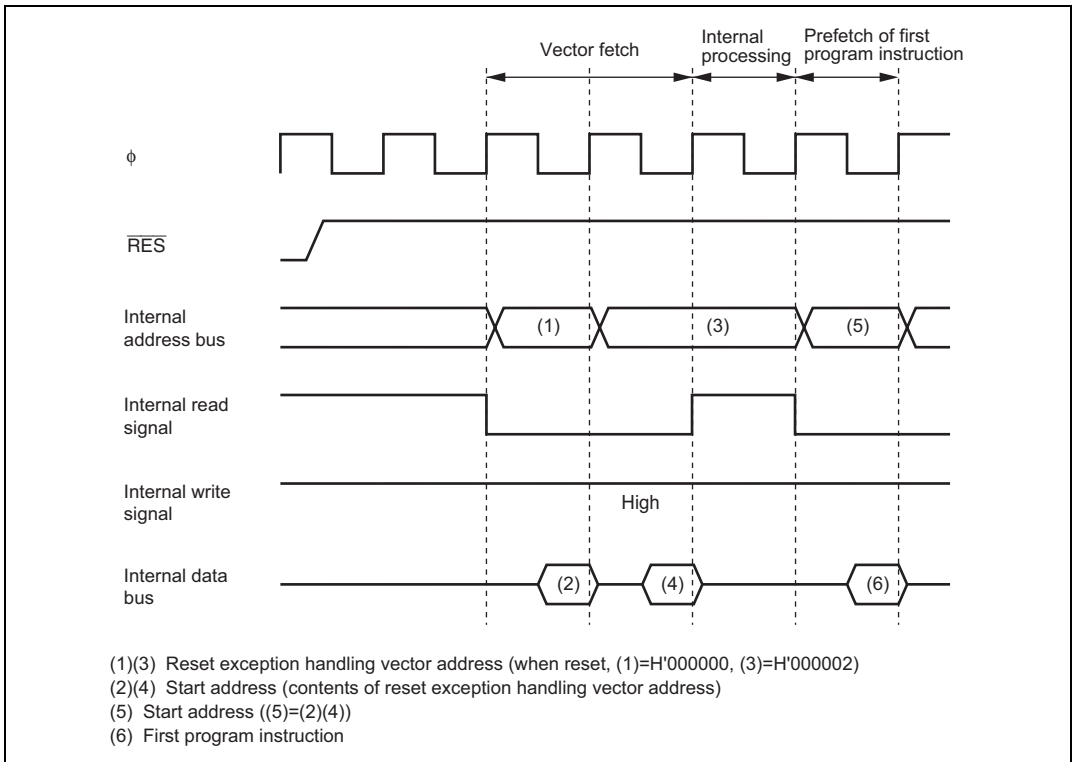 Vector fetch
Internal
processing
Prefetch of first
program instruction
ϕ
RES
Internal
address bus
(1)
(3)
(5)
Internal read
signal
Internal write
signal
High
Internal data
bus
(2)
(4)
(6)
(1)(3) Reset exception handling vector address (when reset, (1)=H'000000, (3)=H'000002)
(2)(4) Start address (contents of reset exception handling vector address)
(5) Start address ((5)=(2)(4))
(6) First program instruction